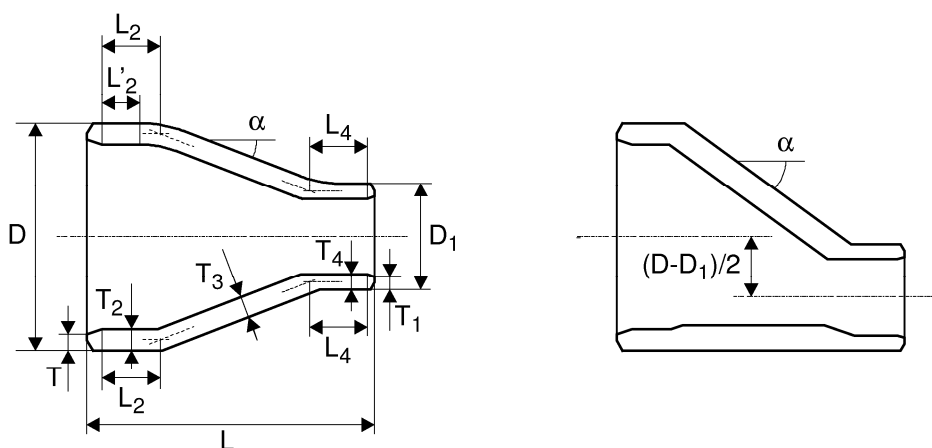 L₂
L’₂
α
L₄
α
D
D₁
(D-D₁)/2
T₄
T₃
T₂
T₁
L₄
T
L₂
L